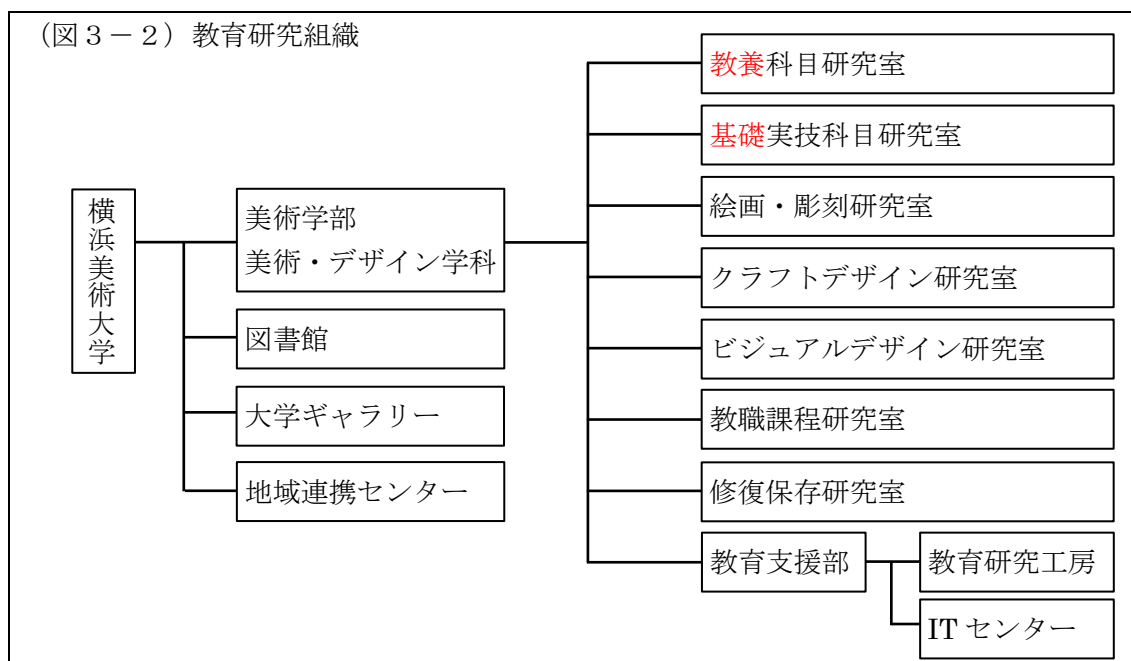 （図３－２）教育研究組織
横浜美術大学
美術学部
美術・デザイン学科
図書館
大学ギャラリー
地域連携センター
教養科目研究室
基礎実技科目研究室
絵画・彫刻研究室
クラフトデザイン研究室
ビジュアルデザイン研究室
教職課程研究室
修復保存研究室
教育支援部
教育研究工房
IT センター